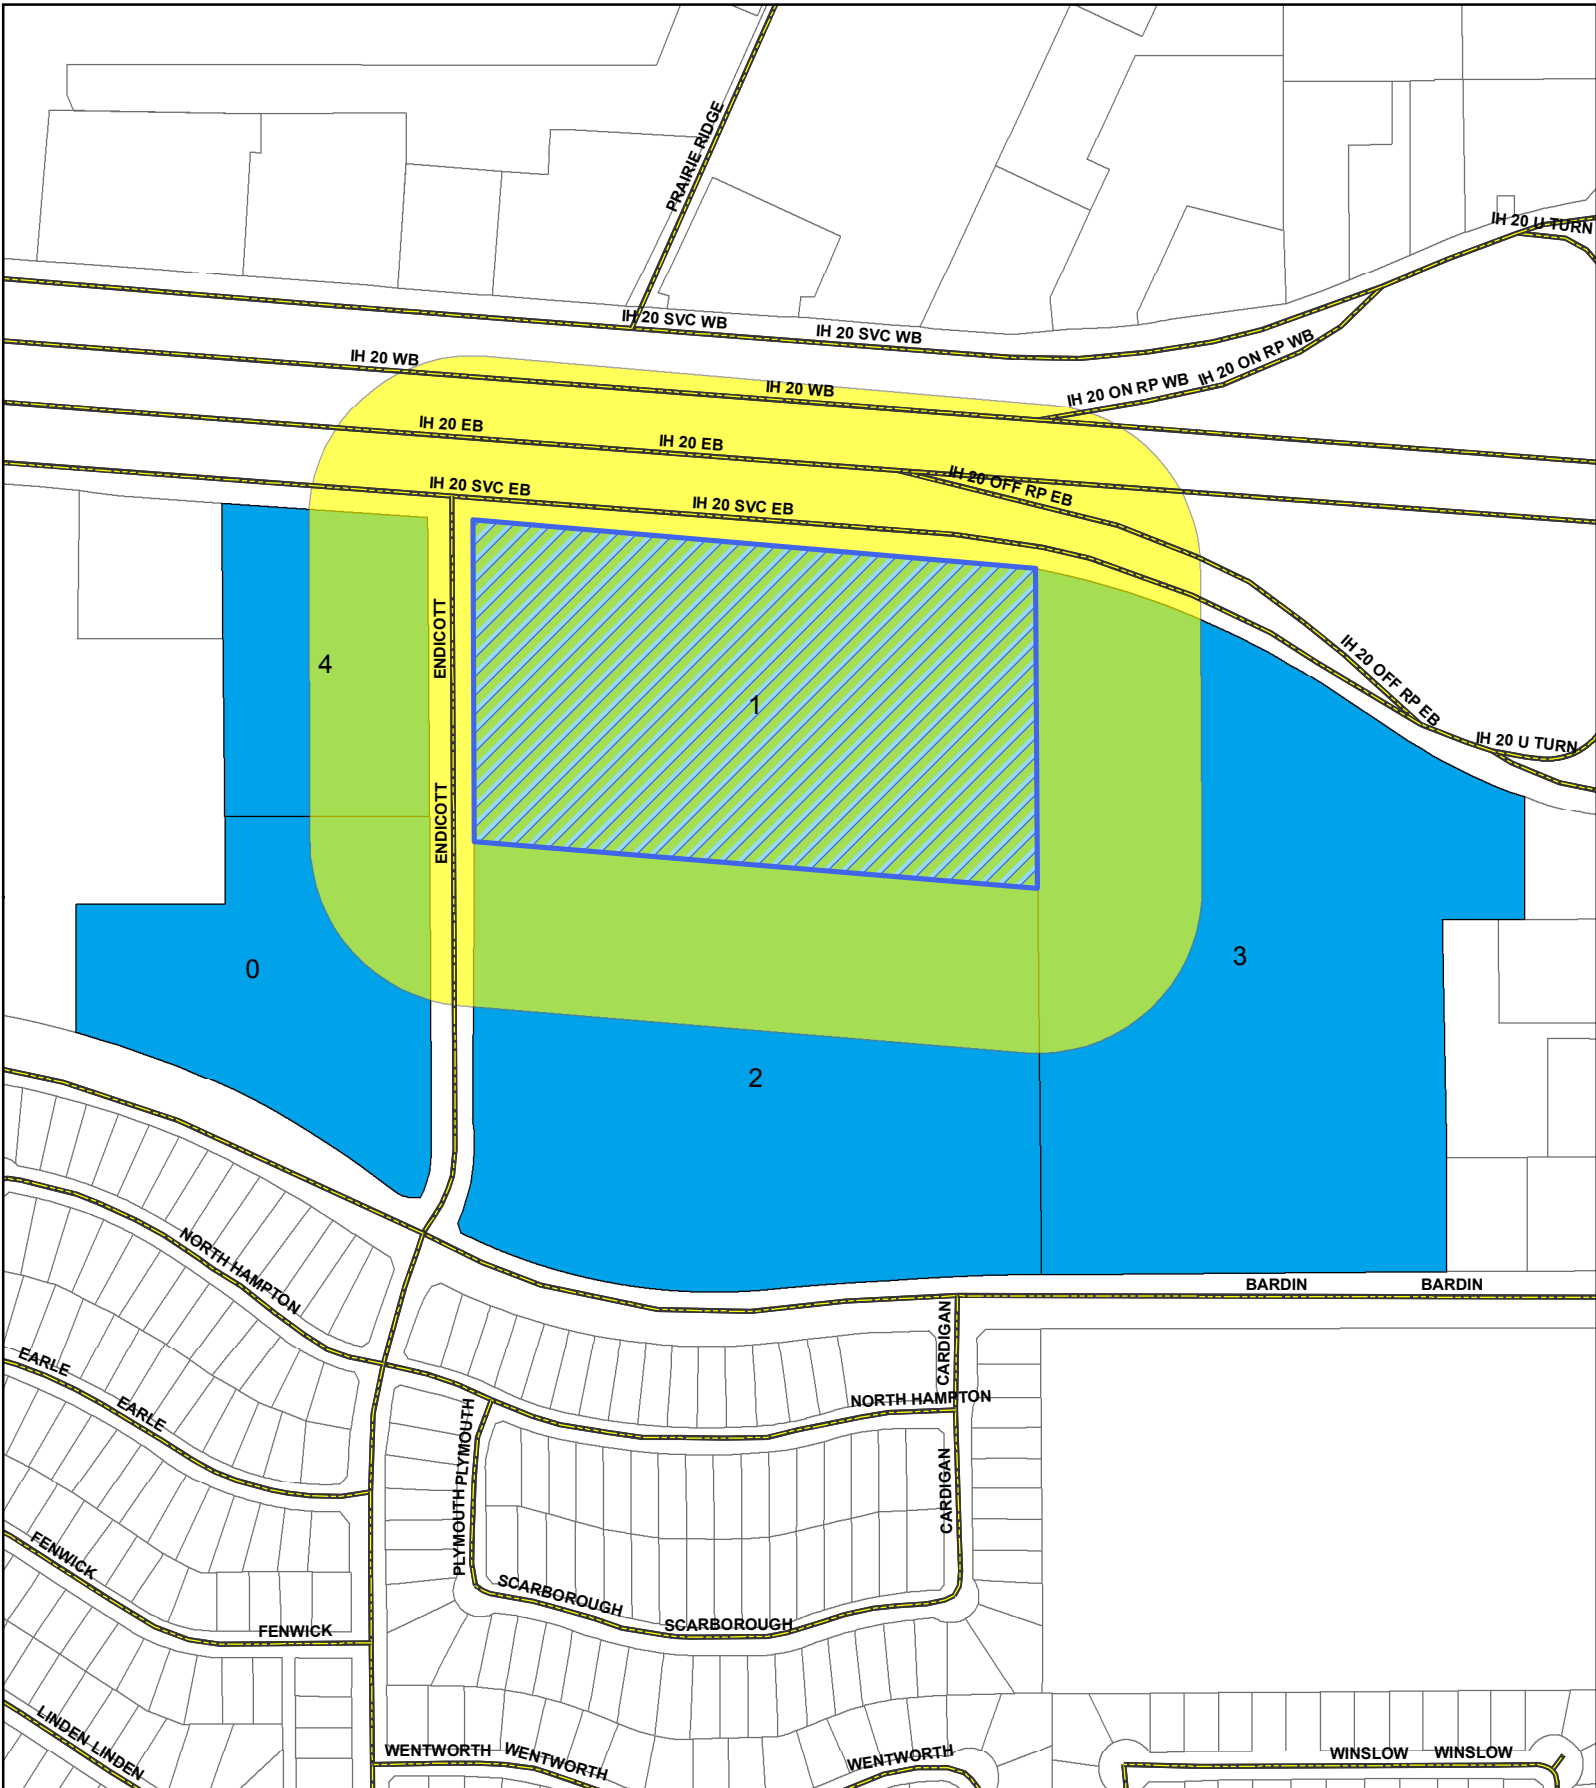 PRAIRIE RIDGE
IH 20 U TURN
IH 20 SVC WB
IH 20 SVC WB
IH 20 WB
IH 20 ON RP WB
IH 20 WB
IH 20 ON RP WB
IH 20 EB
IH 20 EB
IH 20 OFF RP EB
IH 20 SVC EB
IH 20 SVC EB
ENDICOTT
4
1
IH 20 OFF RP EB
IH 20 U TURN
ENDICOTT
3
0
2
NORTH HAMPTON
BARDIN
BARDIN
CARDIGAN
EARLE
EARLE
NORTH HAMPTON
PLYMOUTH
PLYMOUTH
CARDIGAN
FENWICK
SCARBOROUGH
SCARBOROUGH
FENWICK
LINDEN
LINDEN
WENTWORTH
WENTWORTH
WENTWORTH
WINSLOW
WINSLOW